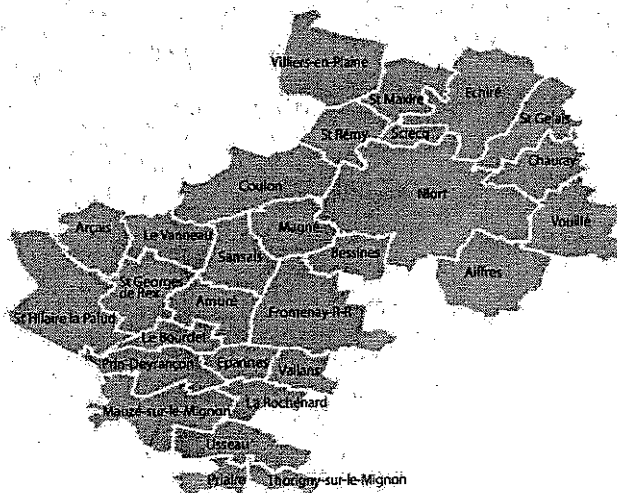 Villiers-en-Plaine
St Maxire
Echiré
St Gelais
St Rémy
Sciecq
Chauray
Coulon
Niort
Vouillé
Arçais
Le Vanneau
Magné
Sansais
Bessines
Aiffres
St Georges
de Rex
Amuré
St Hilaire la Palud
Frontenay-R-R
Le Bourdet
Prin-Deyrançon
Epannes
Vallans
Mauzé-sur-le-Mignon
La Rochénard
Usseau
Priaire
Thorigny-sur-le-Mignon